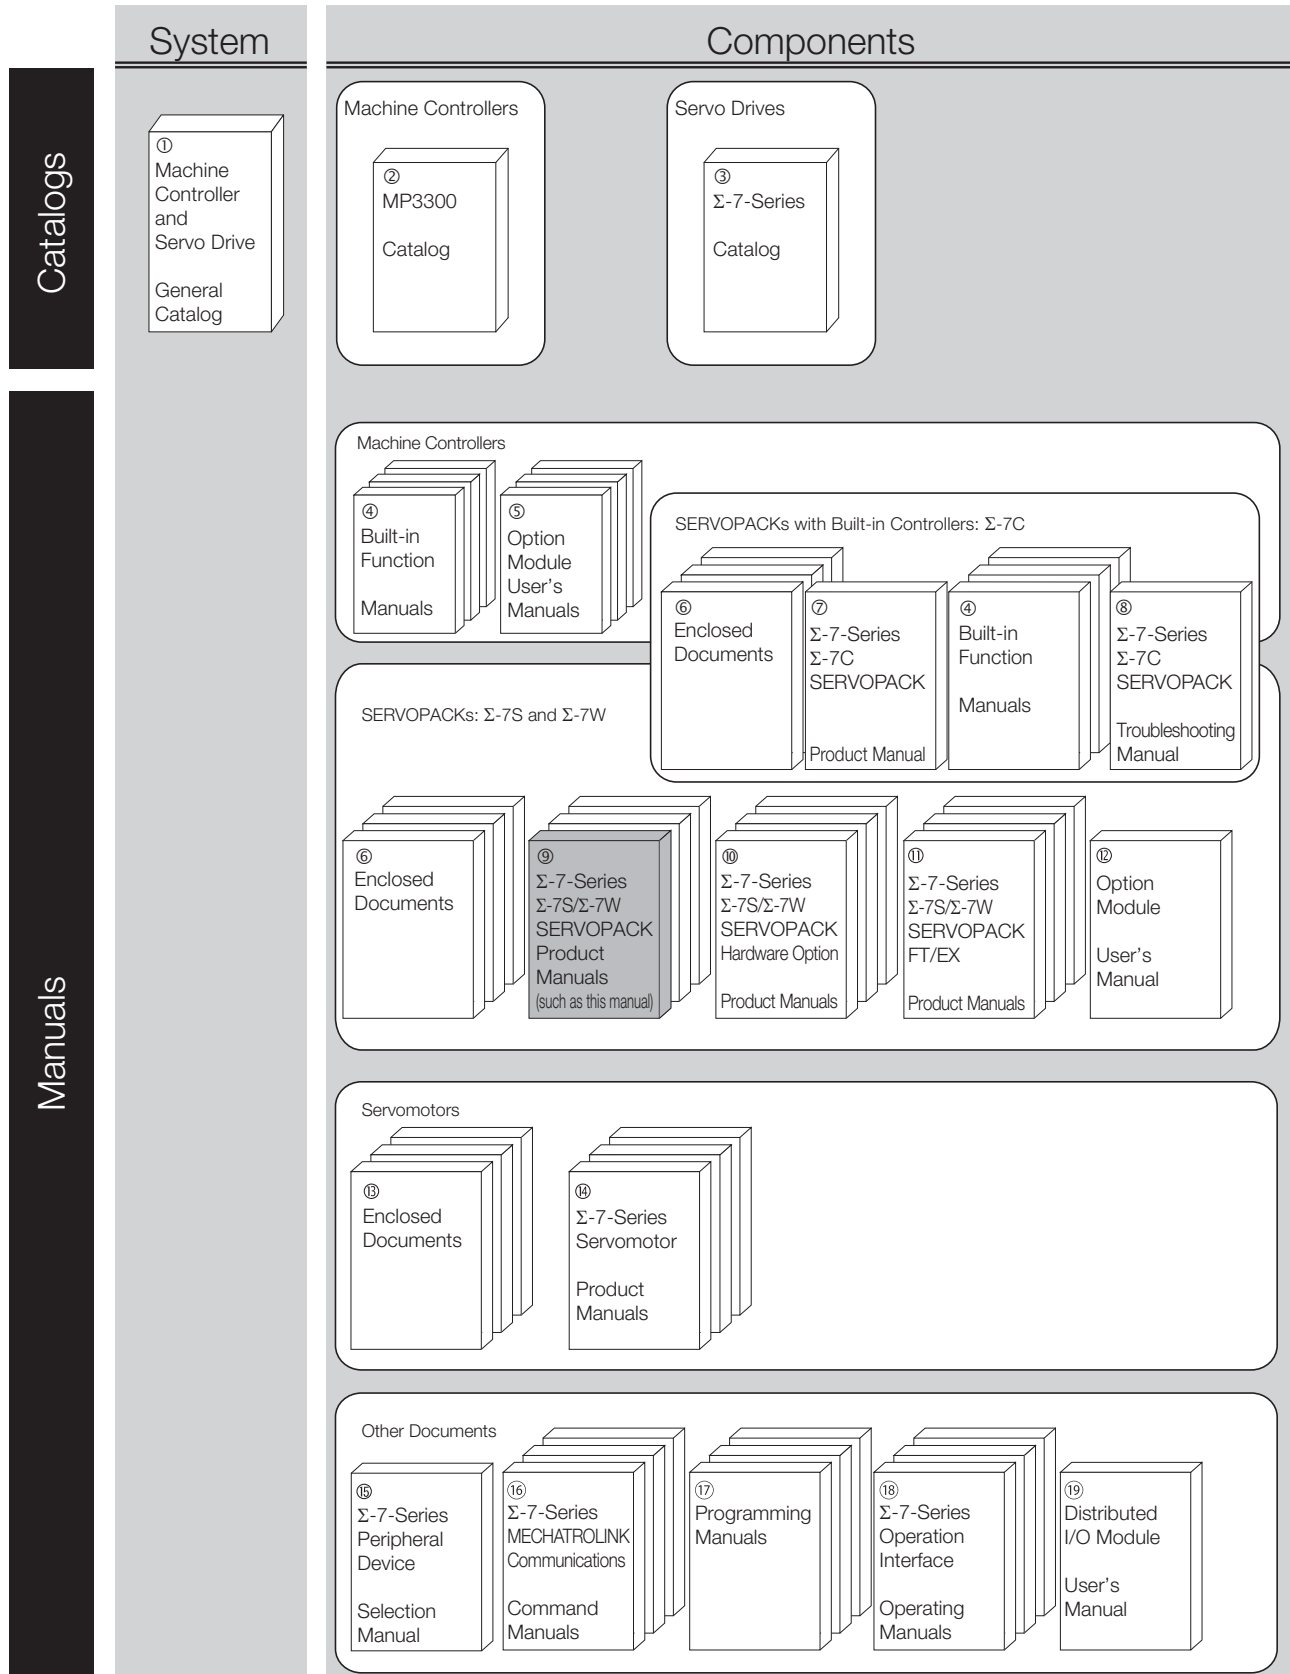 System
Components
Catalogs
①
Machine
Controller
and
Servo Drive
General
Catalog
Machine Controllers
②
MP3300
Catalog
Servo Drives
③
Σ-7-Series
Catalog
Manuals
Machine Controllers
④
Built-in
Function
Manuals
⑤
Option
Module
User's
Manuals
SERVOPACKs with Built-in Controllers: Σ-7C
⑥
Enclosed
Documents
⑦
Σ-7-Series
Σ-7C
SERVOPACK
Product Manual
④
Built-in
Function
Manuals
⑧
Σ-7-Series
Σ-7C
SERVOPACK
Troubleshooting
Manual
SERVOPACKs: Σ-7S and Σ-7W
⑥
Enclosed
Documents
⑨
Σ-7-Series
Σ-7S/Σ-7W
SERVOPACK
Product
Manuals
(such as this manual)
⑩
Σ-7-Series
Σ-7S/Σ-7W
SERVOPACK
Hardware Option
Product Manuals
⑪
Σ-7-Series
Σ-7S/Σ-7W
SERVOPACK
FT/EX
Product Manuals
⑫
Option
Module
User's
Manual
Servomotors
⑬
Enclosed
Documents
⑭
Σ-7-Series
Servomotor
Product
Manuals
Other Documents
⑮
Σ-7-Series
Peripheral
Device
Selection
Manual
⑯
Σ-7-Series
MECHATROLINK
Communications
Command
Manuals
⑰
Programming
Manuals
⑱
Σ-7-Series
Operation
Interface
Operating
Manuals
⑲
Distributed
I/O Module
User's
Manual